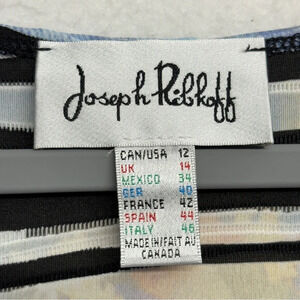 Joseph Ribkoff
CAN/USA 12
UK 14
MEXICO 34
GER 40
FRANCE 42
SPAIN 44
ITALY 46
MADE IN/FAIT AU
CANADA